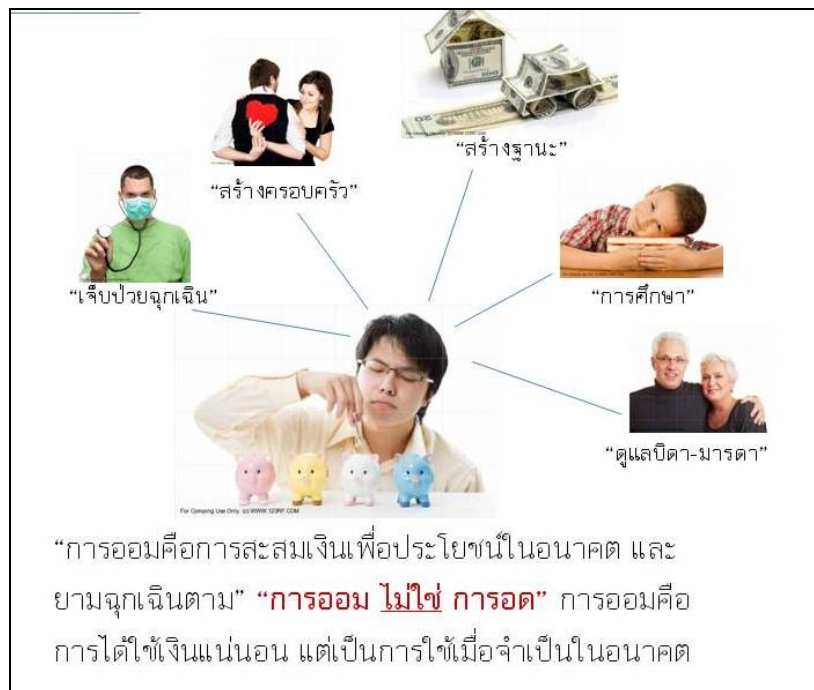 “สร้างฐานะ”
“สร้างครอบครัว”
“เจ็บป่วยฉุกเฉิน”
“การศึกษา”
“ดูแลบิดา-มารดา”
For Comping Use Only. (c) WWW.123RF.COM
“การออมคือการสะสมเงินเพื่อประโยชน์ในอนาคต และ
ยามฉุกเฉินตาม” “การออม ไม่ใช่ การอด” การออมคือ
การได้ใช้เงินแน่นอน แต่เป็นการใช้เมื่อจำเป็นในอนาคต